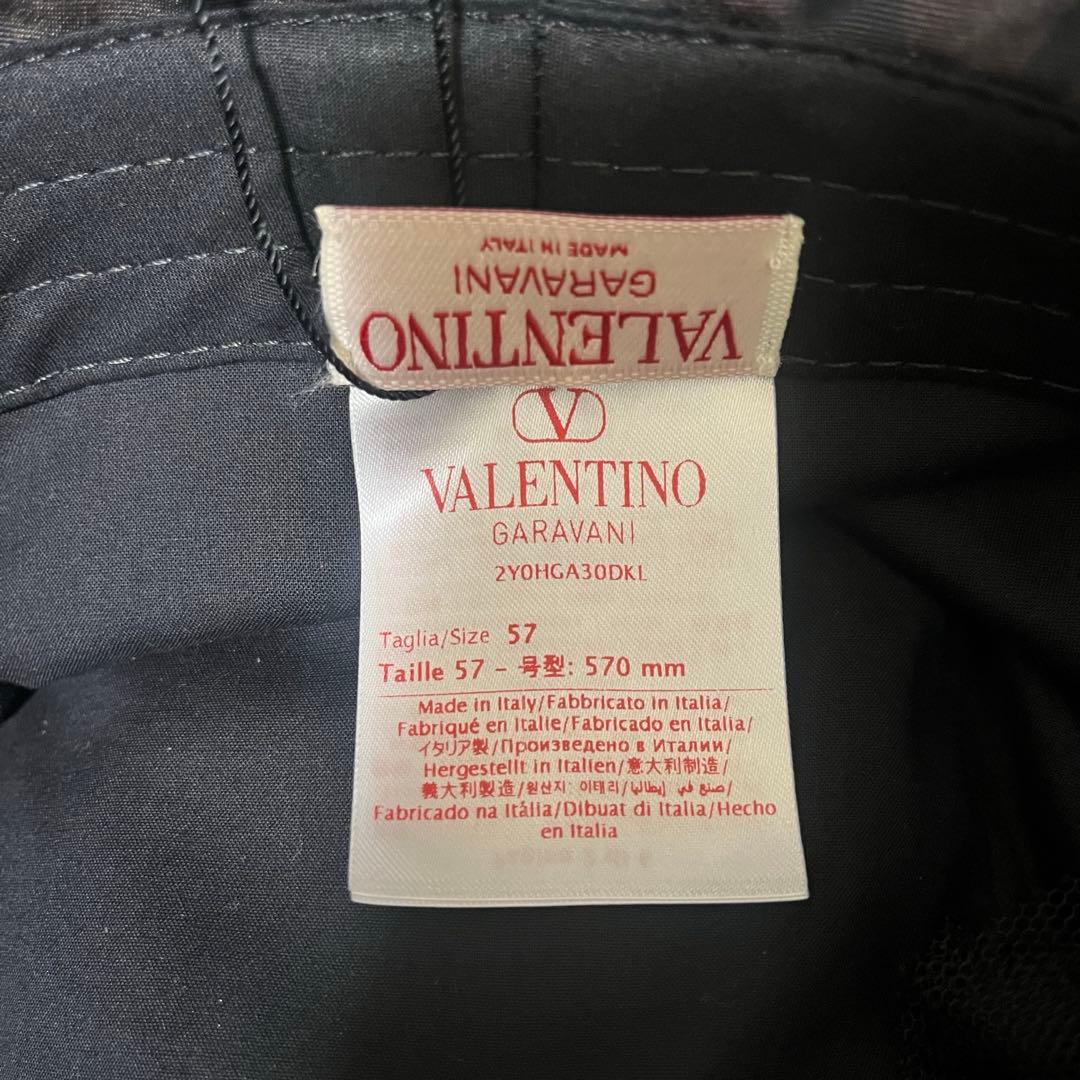 VALENTINO
GARAVANI
MADE IN ITALY
V
VALENTINO
GARAVANI
2Y0HGA30DKL
Taglia/Size 57
Taille 57 - 号型: 570 mm
Made in Italy/Fabbricato in Italia/
Fabriqué en Italie/Fabricado en Italia/
イタリア製/Произведено в Италии/
Hergestellt in Italien/意大利制造/
義大利製造/원산지: 이태리/صنع في إيطاليا/
Fabricado na Itália/Dibuat di Italia/Hecho
en Italia